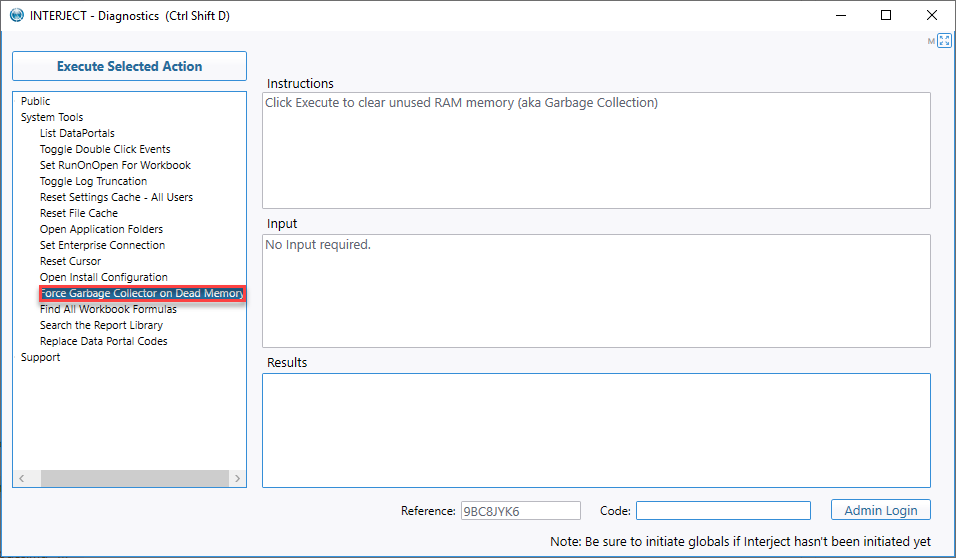 INTERJECT - Diagnostics (Ctrl Shift D)
M
Execute Selected Action
Public
System Tools
List DataPortals
Toggle Double Click Events
Set RunOnOpen For Workbook
Toggle Log Truncation
Reset Settings Cache - All Users
Reset File Cache
Open Application Folders
Set Enterprise Connection
Reset Cursor
Open Install Configuration
Force Garbage Collector on Dead Memory
Find All Workbook Formulas
Search the Report Library
Replace Data Portal Codes
Support
Instructions
Click Execute to clear unused RAM memory (aka Garbage Collection)
Input
No Input required.
Results
Reference: 9BC8JYK6 Code: Admin Login
Note: Be sure to initiate globals if Interject hasn't been initiated yet